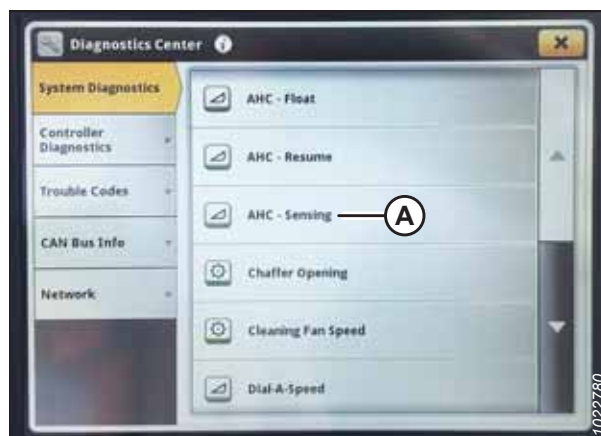 Diagnostics Center
System Diagnostics
Controller
Diagnostics
Trouble Codes
CAN Bus Info
Network
AHC - Float
AHC - Resume
AHC - Sensing
A
Chaffer Opening
Cleaning Fan Speed
Dial-A-Speed
1022780